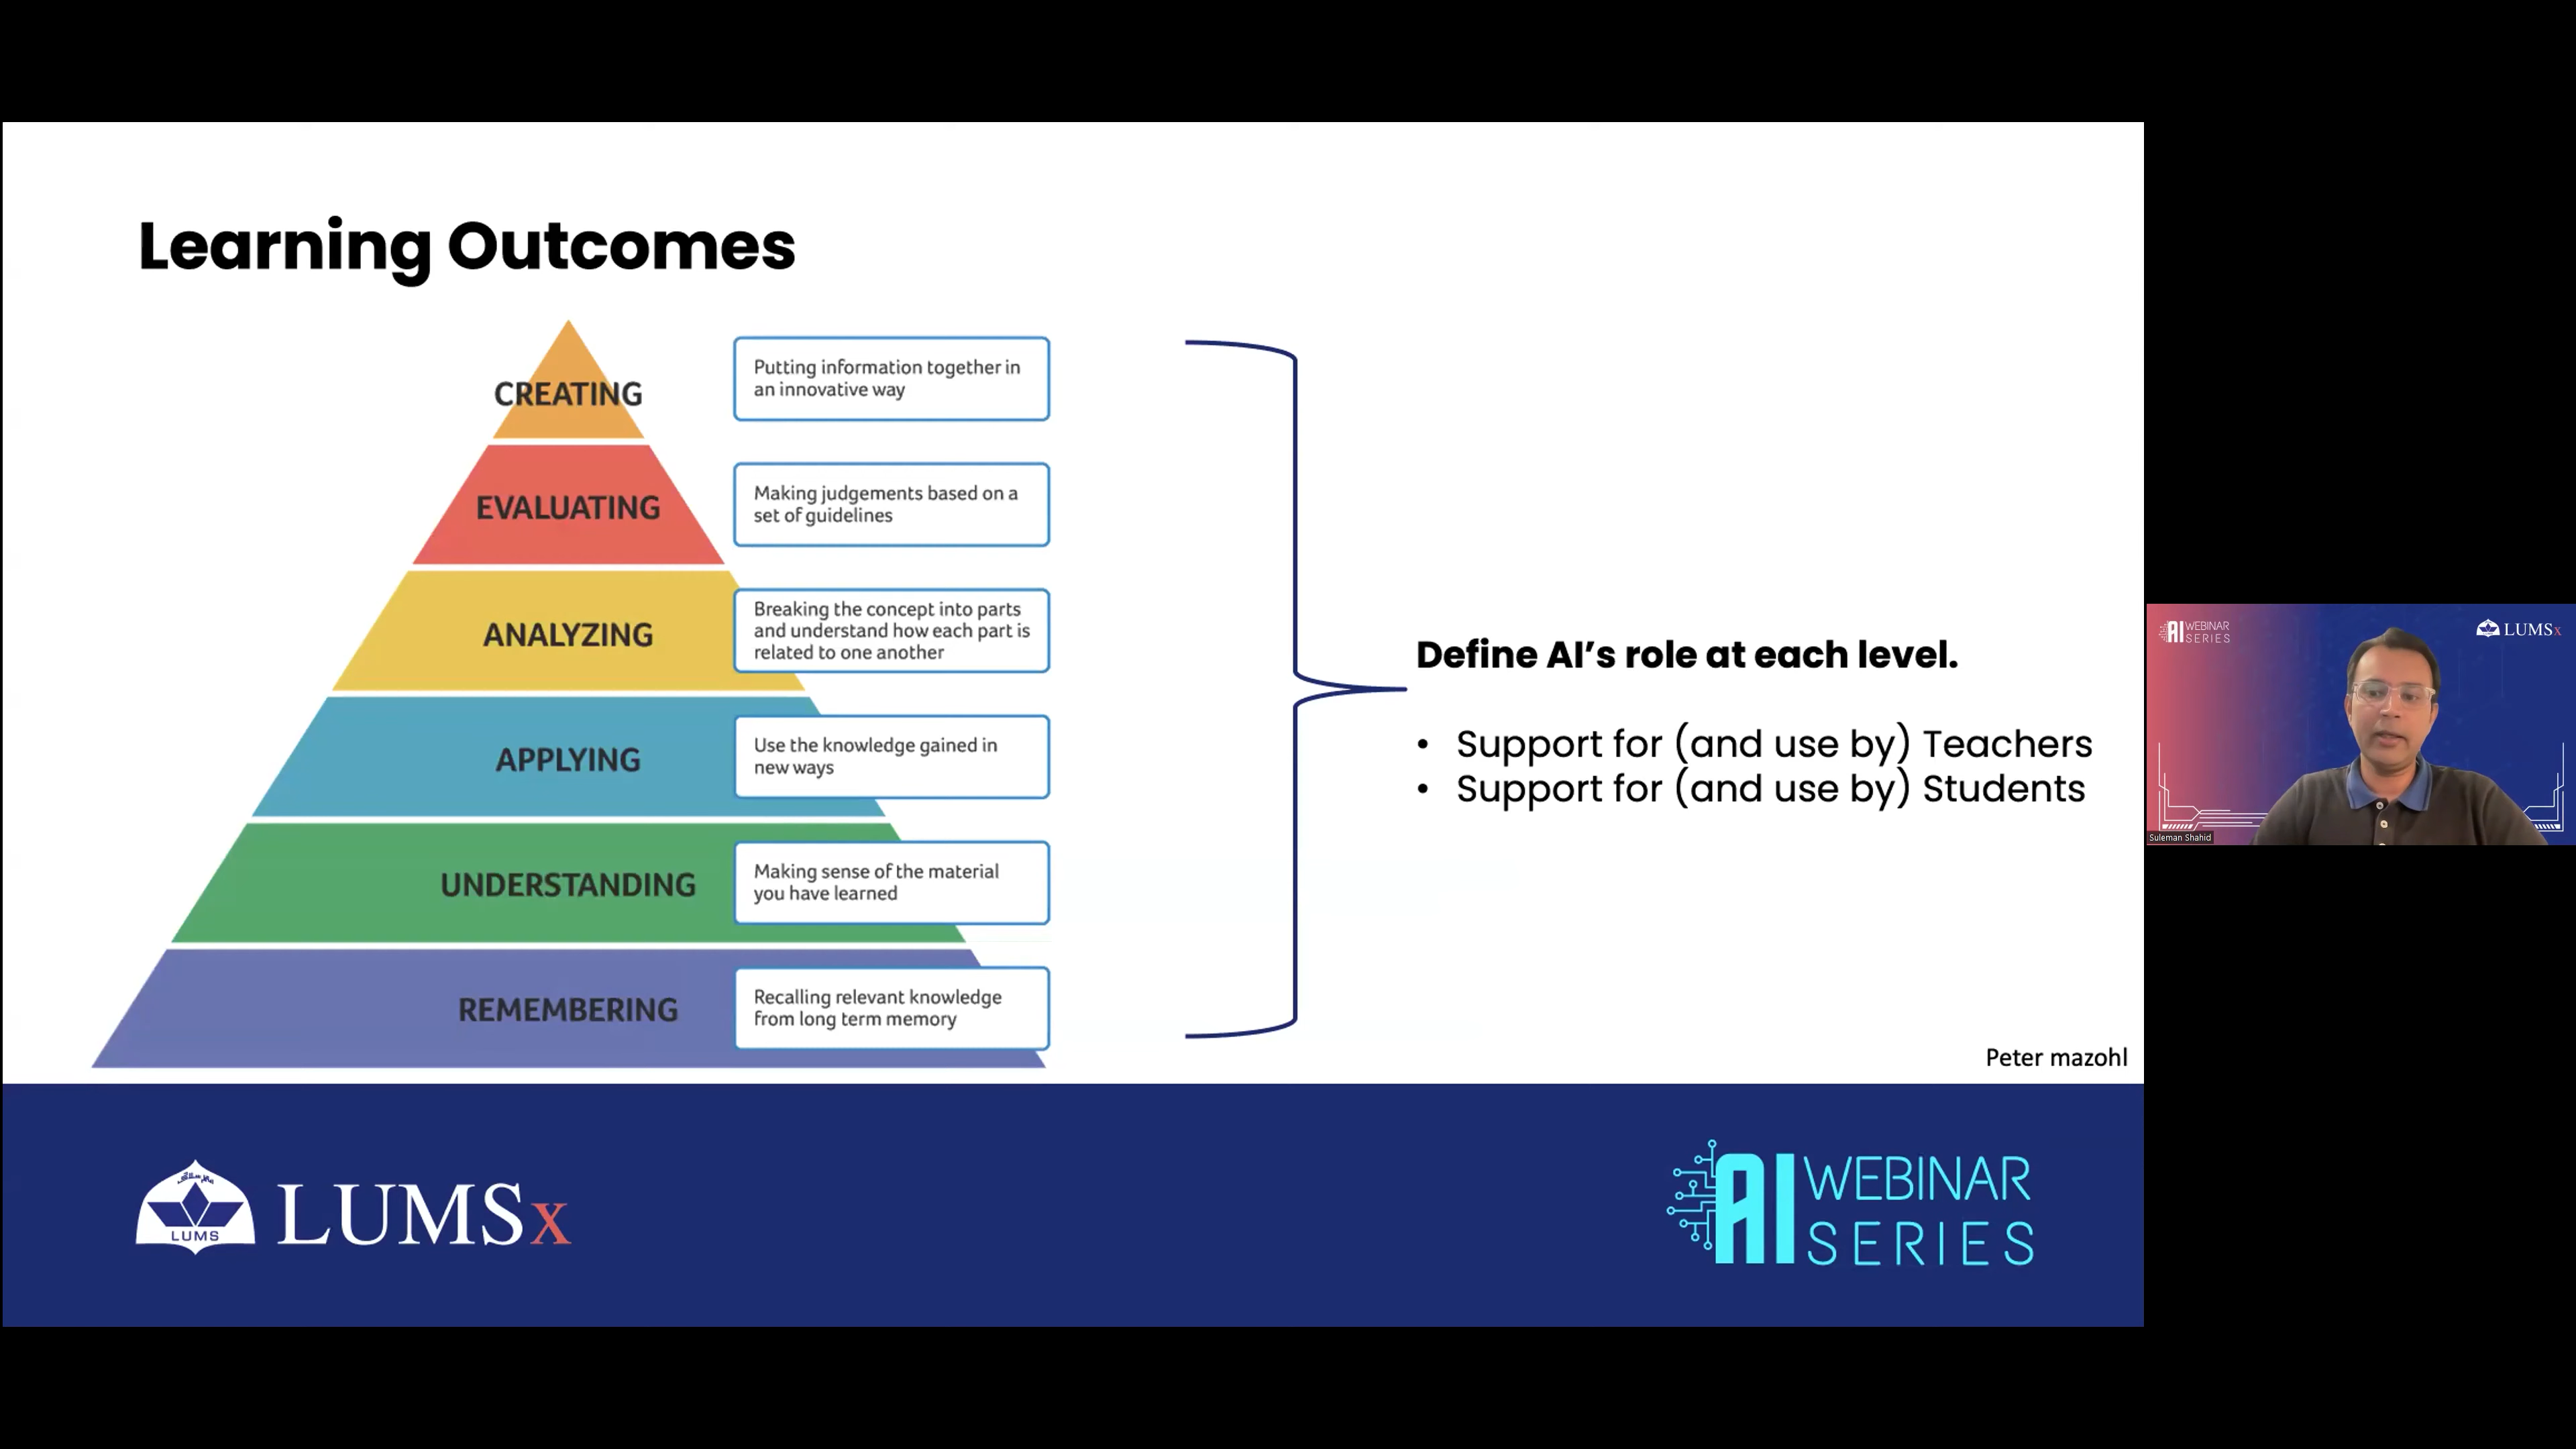 Learning Outcomes
CREATING
Putting information together in
an innovative way
EVALUATING
Making judgements based on a
set of guidelines
ANALYZING
Breaking the concept into parts
and understand how each part is
related to one another
APPLYING
Use the knowledge gained in
new ways
UNDERSTANDING
Making sense of the material
you have learned
REMEMBERING
Recalling relevant knowledge
from long term memory
Define AI’s role at each level.
• Support for (and use by) Teachers
• Support for (and use by) Students
Peter mazohl
LUMS
LUMSx
AI WEBINAR
SERIES
AI WEBINAR
SERIES
LUMSx
Suleman Shahid